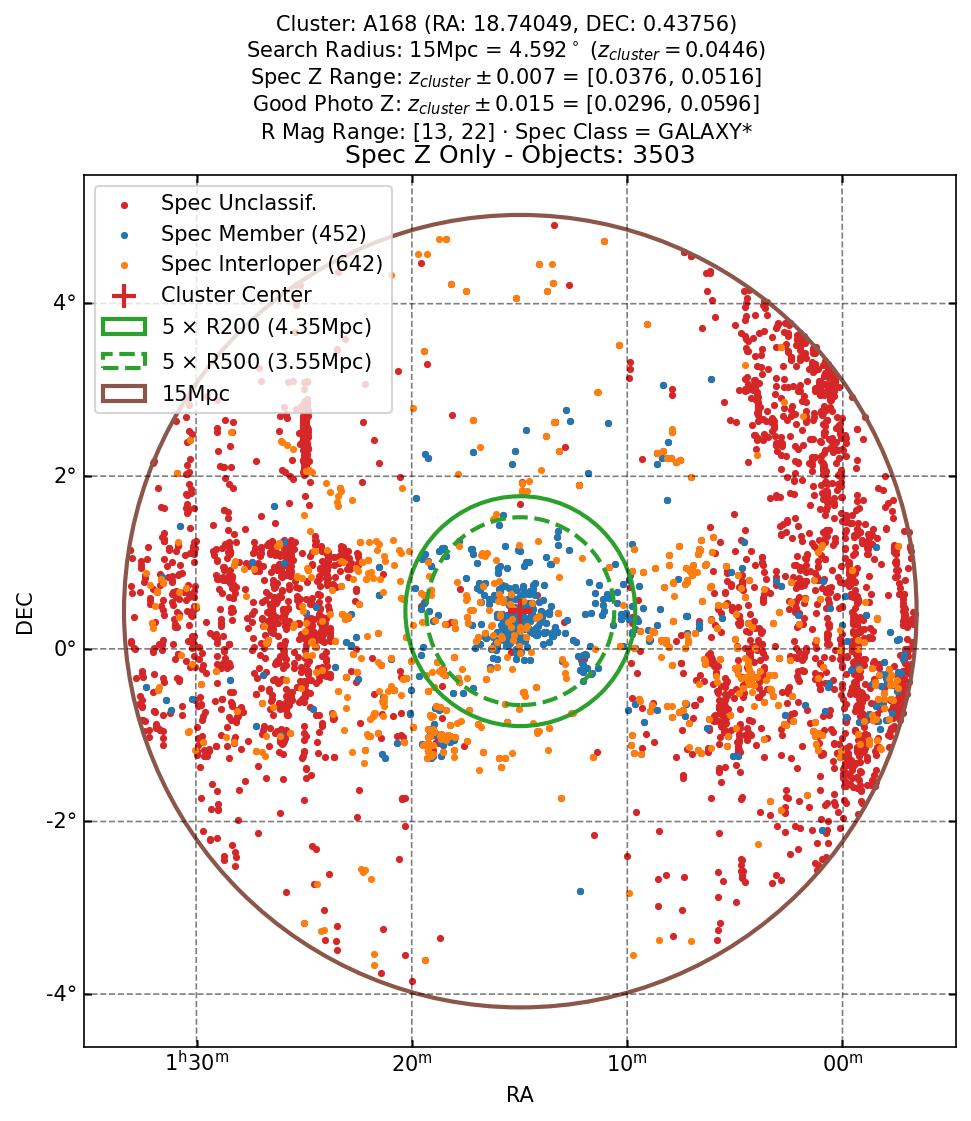 Cluster: A168 (RA: 18.74049, DEC: 0.43756)
Search Radius: 15Mpc = 4.592° (z_cluster = 0.0446)
Spec Z Range: z_cluster ± 0.007 = [0.0376, 0.0516]
Good Photo Z: z_cluster ± 0.015 = [0.0296, 0.0596]
R Mag Range: [13, 22] · Spec Class = GALAXY*
Spec Z Only - Objects: 3503
Spec Unclassif.
Spec Member (452)
Spec Interloper (642)
Cluster Center
5 × R200 (4.35Mpc)
5 × R500 (3.55Mpc)
15Mpc
4°
2°
0°
-2°
-4°
DEC
1h30m 20m 10m 00m
RA